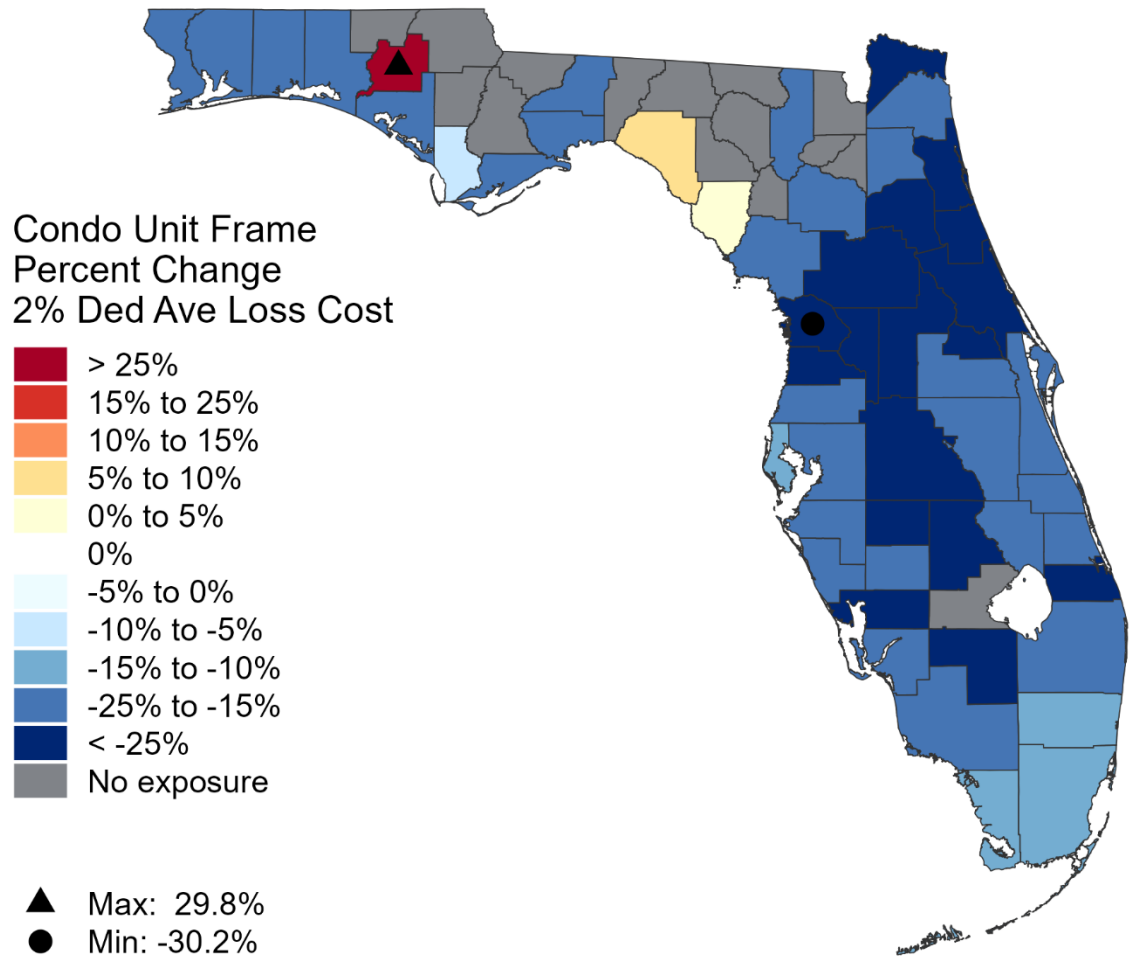 Condo Unit Frame
Percent Change
2% Ded Ave Loss Cost
> 25%
15% to 25%
10% to 15%
5% to 10%
0% to 5%
0%
-5% to 0%
-10% to -5%
-15% to -10%
-25% to -15%
< -25%
No exposure
Max: 29.8%
Min: -30.2%